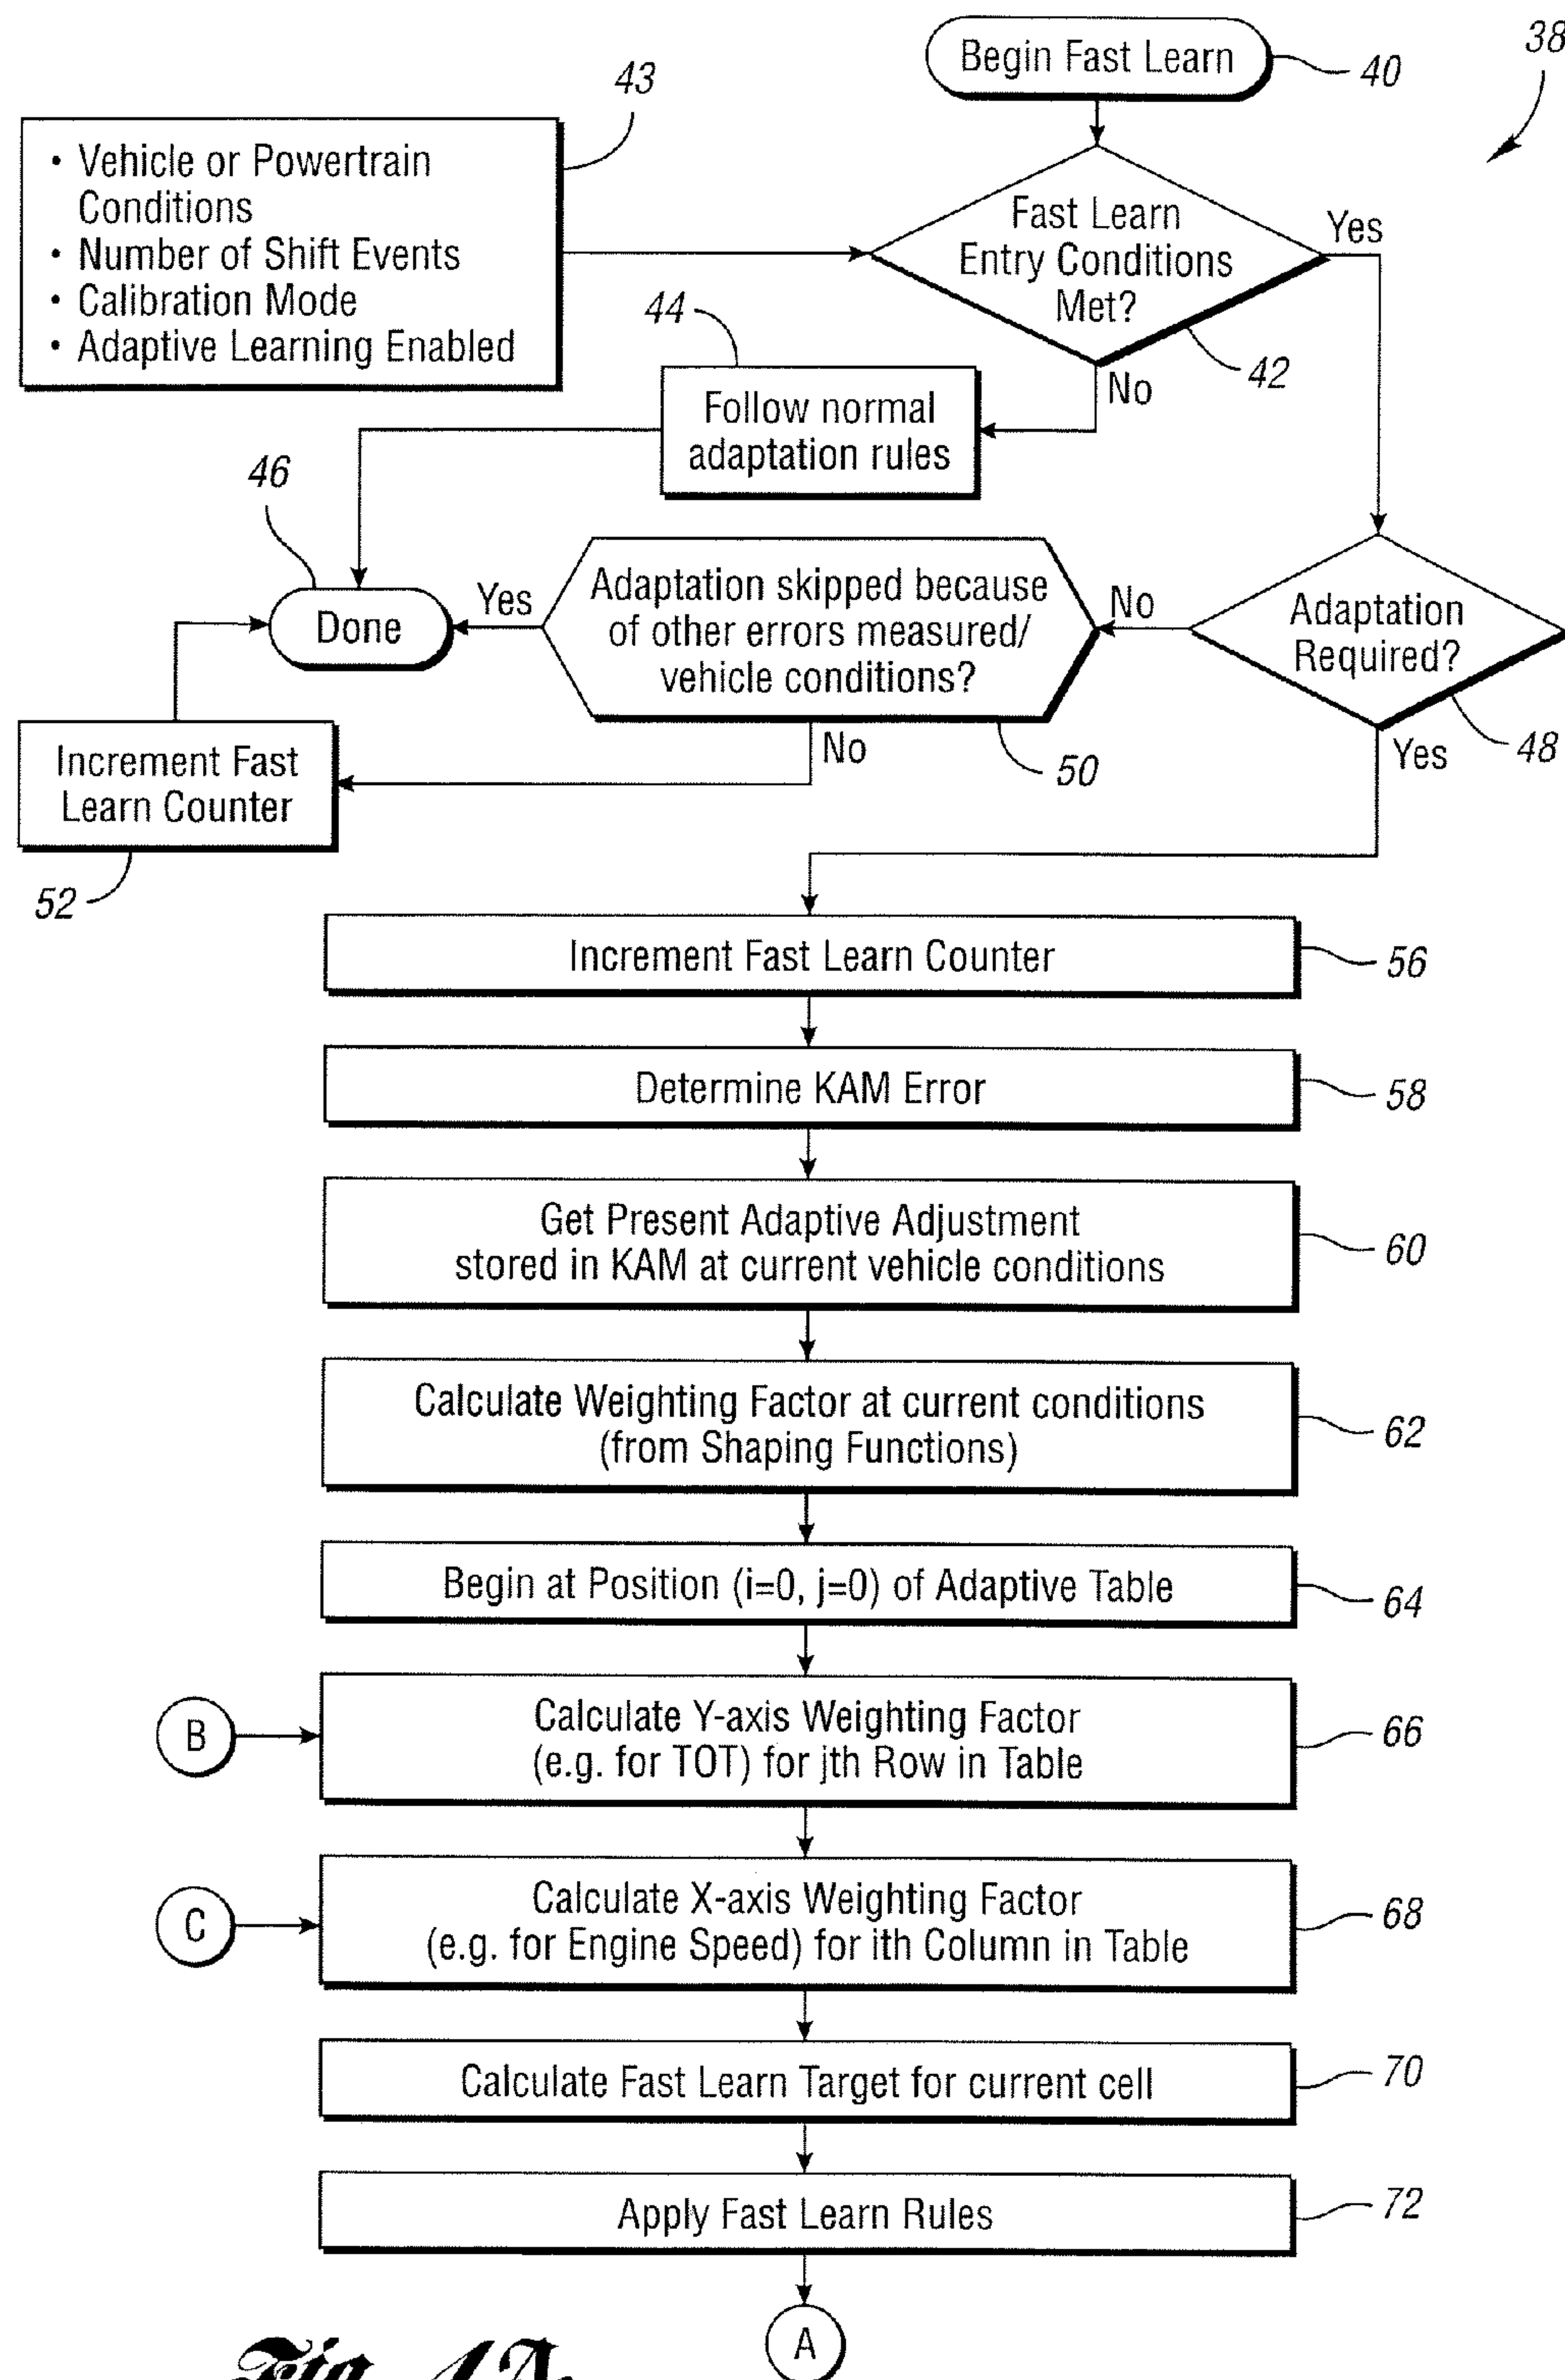 Begin Fast Learn
40
38
43
• Vehicle or Powertrain
Conditions
• Number of Shift Events
• Calibration Mode
• Adaptive Learning Enabled
Fast Learn
Entry Conditions
Met?
Yes
42
No
44
Follow normal
adaptation rules
46
Done
Yes
Adaptation skipped because
of other errors measured/
vehicle conditions?
No
50
No
Adaptation
Required?
48
Yes
Increment Fast
Learn Counter
52
Increment Fast Learn Counter
56
Determine KAM Error
58
Get Present Adaptive Adjustment
stored in KAM at current vehicle conditions
60
Calculate Weighting Factor at current conditions
(from Shaping Functions)
62
Begin at Position (i=0, j=0) of Adaptive Table
64
B
Calculate Y-axis Weighting Factor
(e.g. for TOT) for jth Row in Table
66
C
Calculate X-axis Weighting Factor
(e.g. for Engine Speed) for ith Column in Table
68
Calculate Fast Learn Target for current cell
70
Apply Fast Learn Rules
72
A